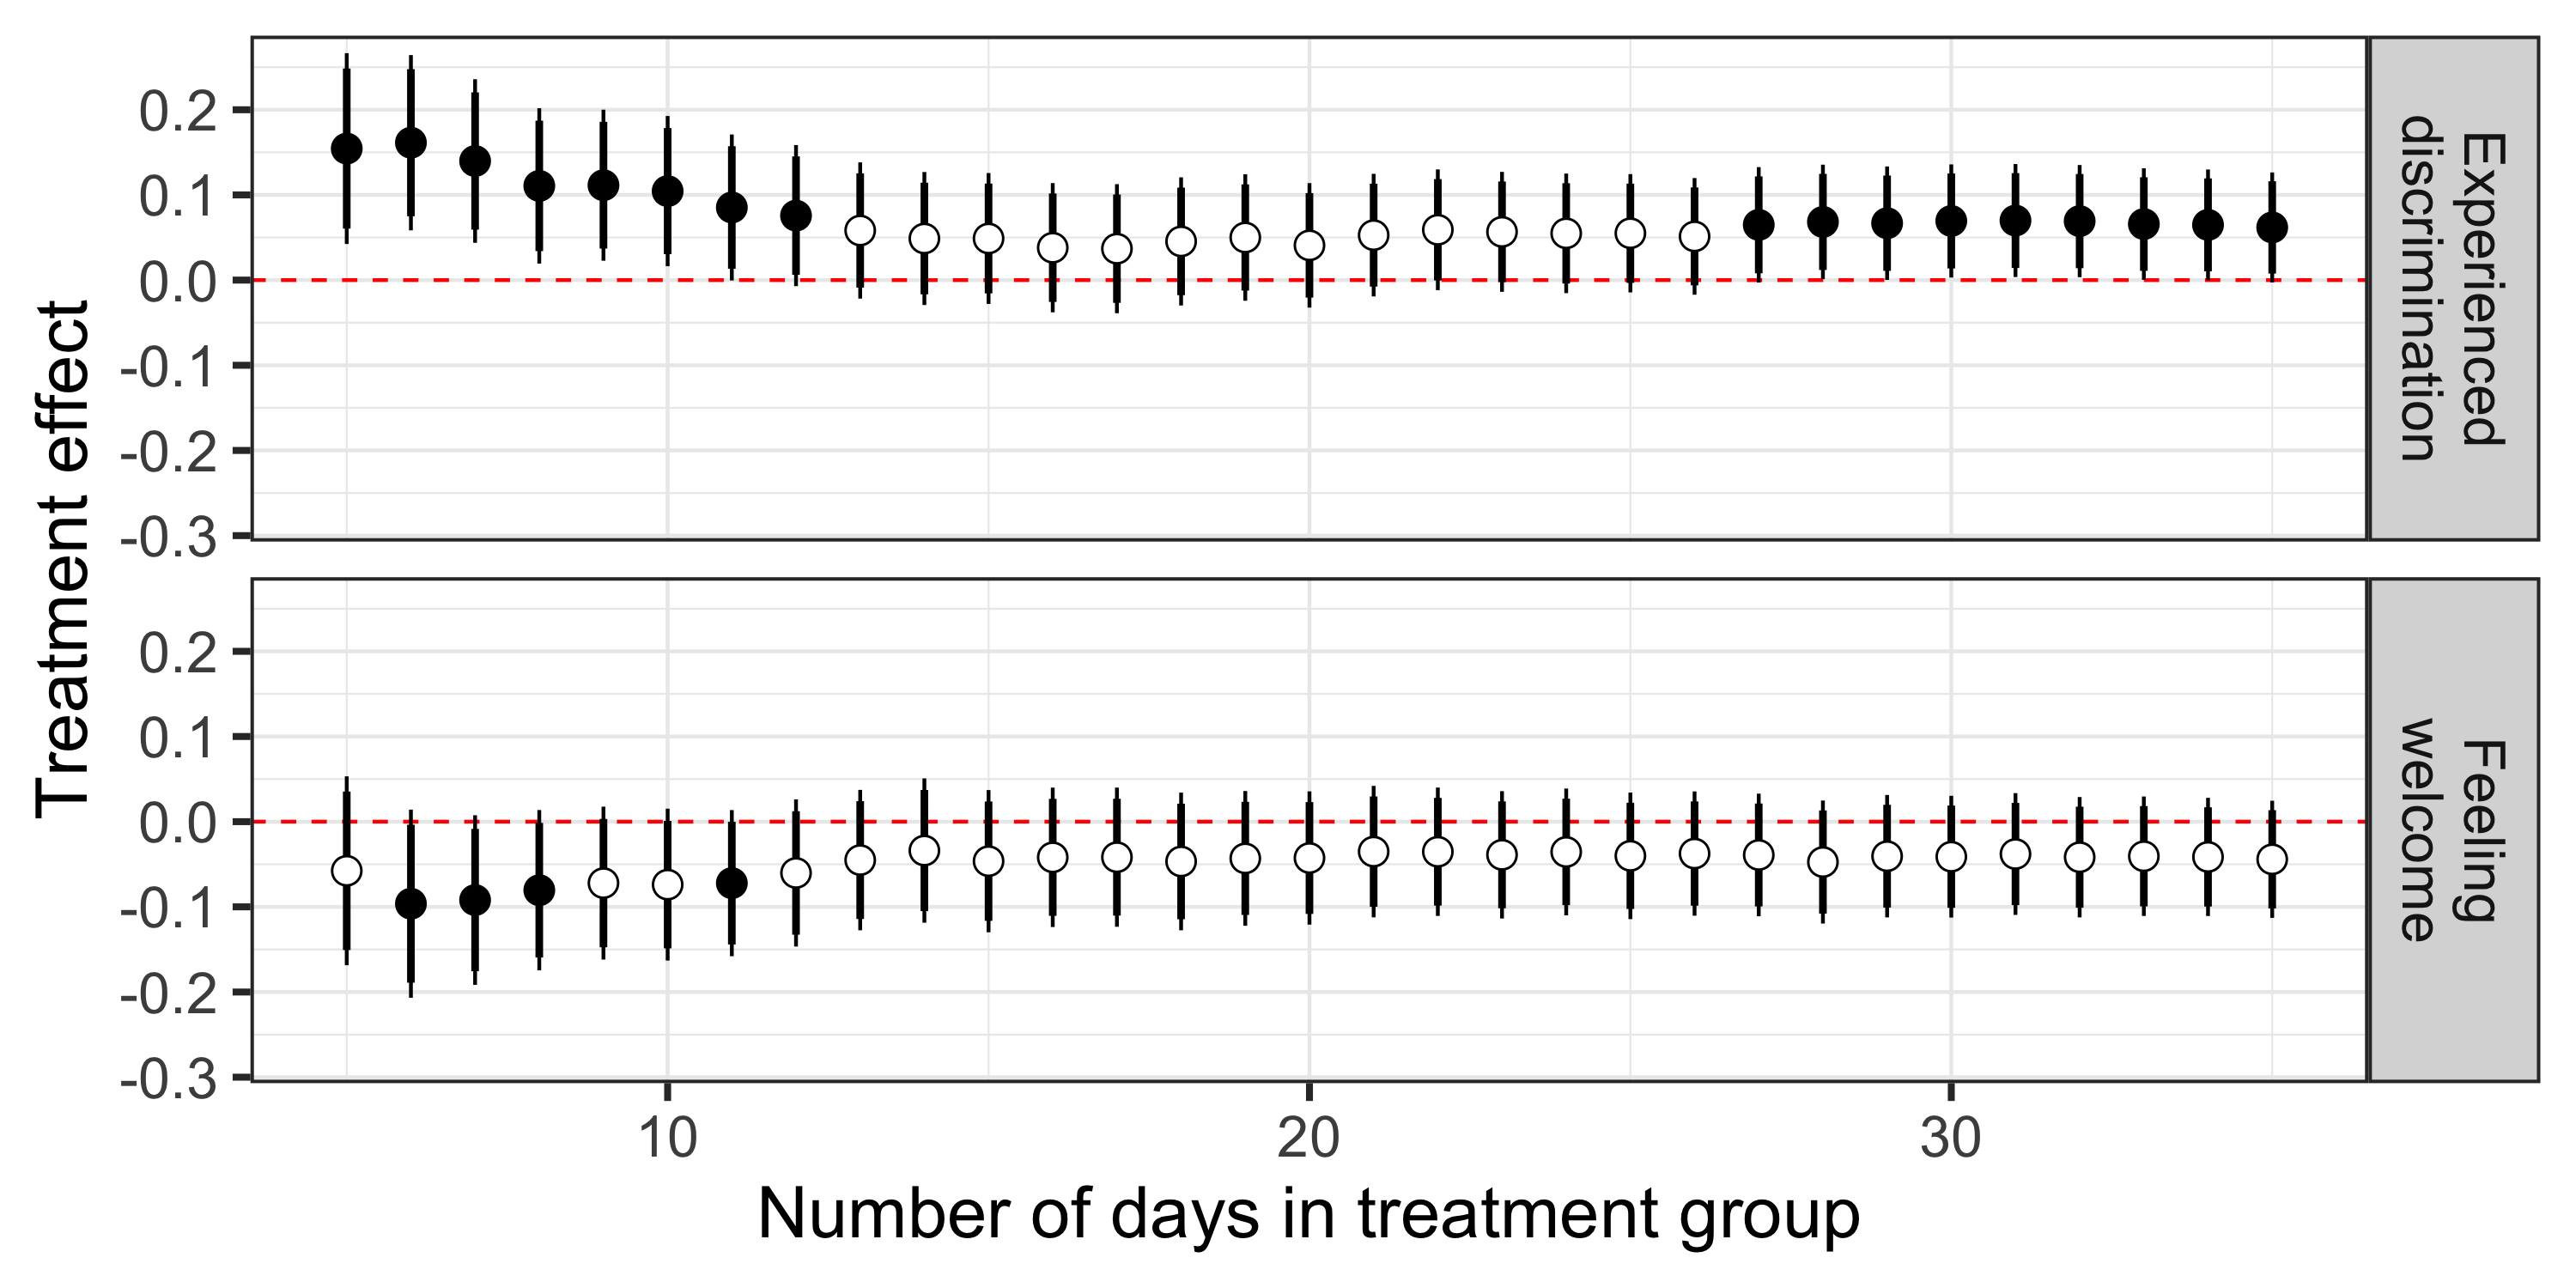 Treatment effect
0.2
0.1
0.0
-0.1
-0.2
-0.3
Experienced
discrimination
0.2
0.1
0.0
-0.1
-0.2
-0.3
Feeling
welcome
10
20
30
Number of days in treatment group